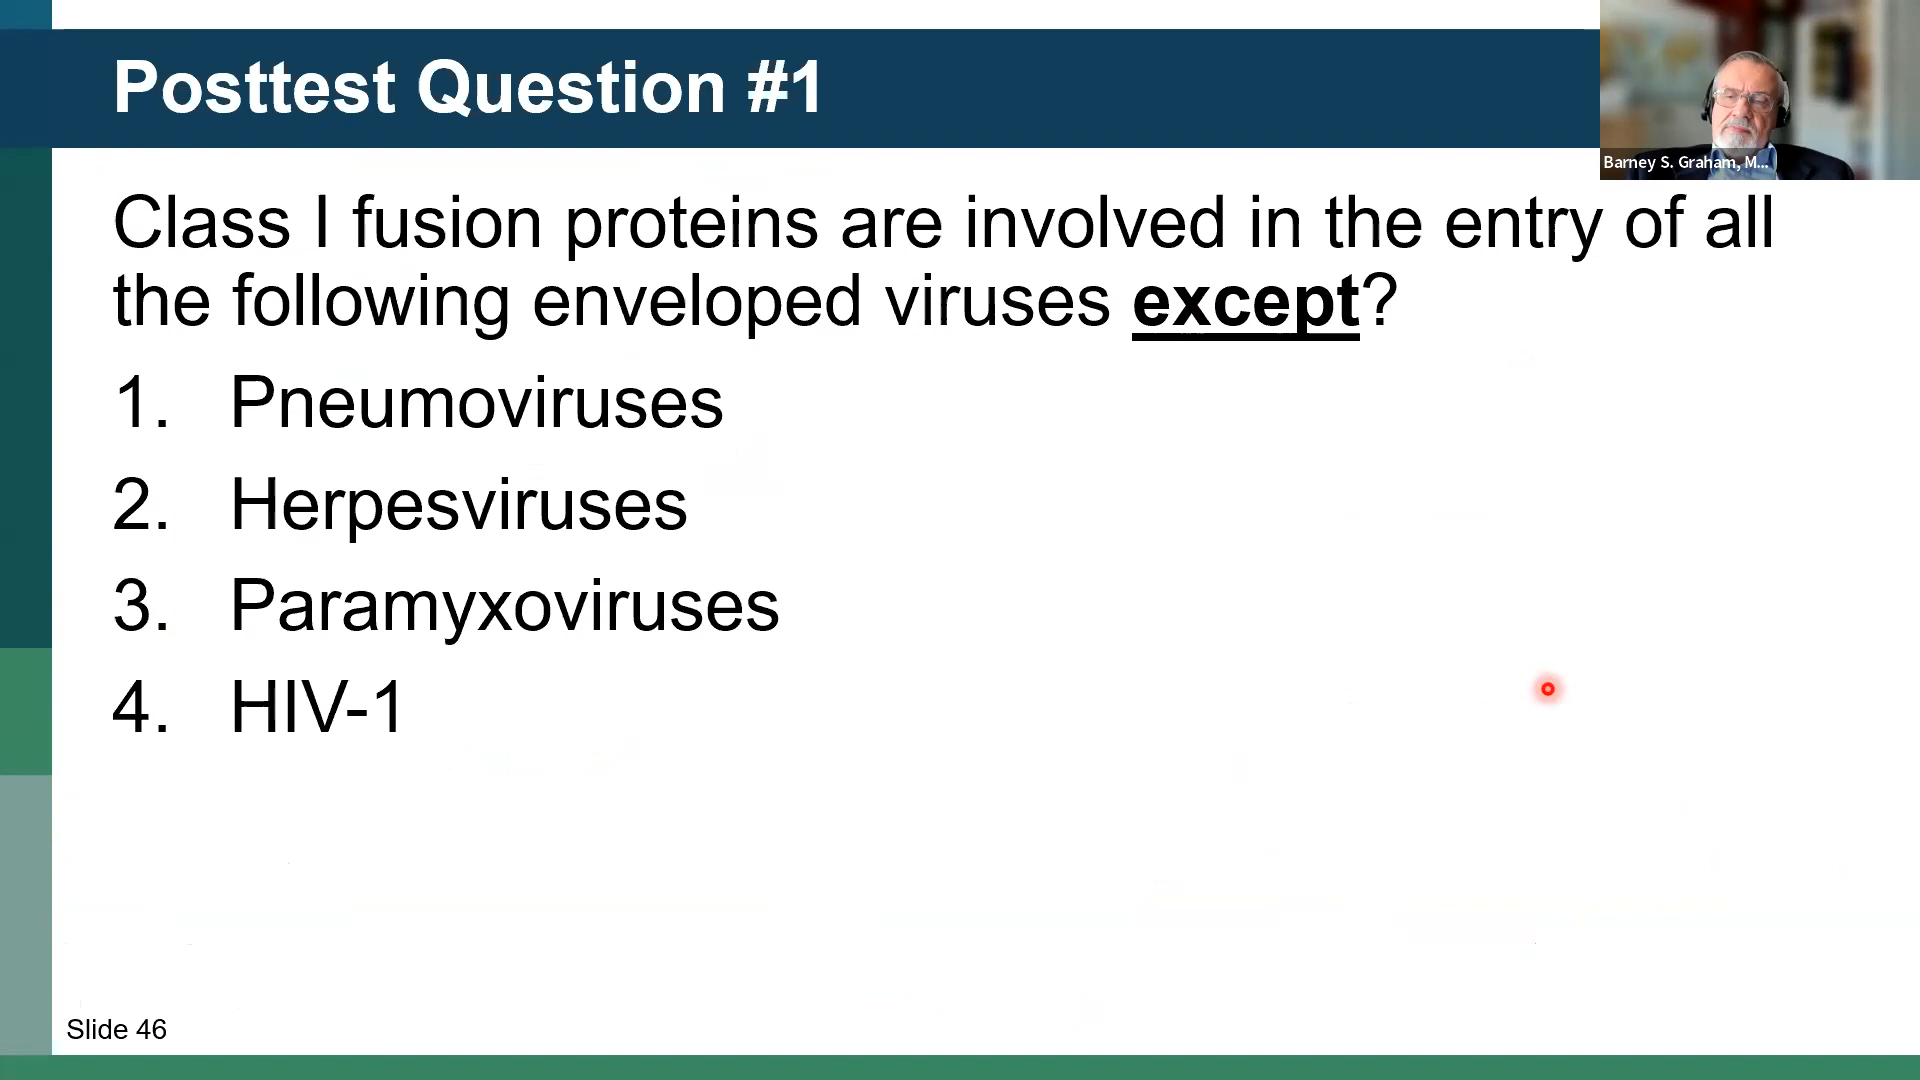 Posttest Question #1
Barney S. Graham, M...
Class I fusion proteins are involved in the entry of all
the following enveloped viruses except?
1. Pneumoviruses
2. Herpesviruses
3. Paramyxoviruses
4. HIV-1
Slide 46